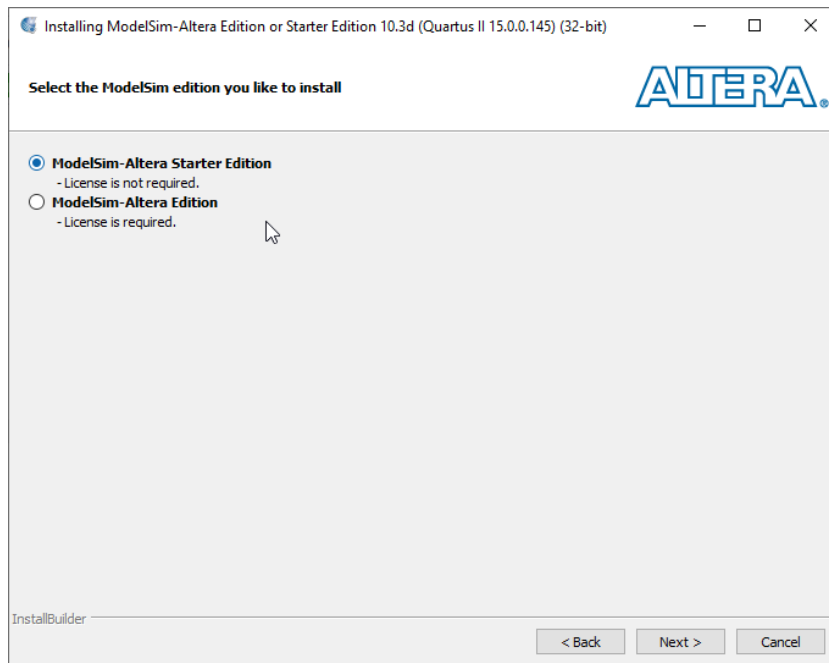 Installing ModelSim-Altera Edition or Starter Edition 10.3d (Quartus II 15.0.0.145) (32-bit)
Select the ModelSim edition you like to install
ALTERA®
ModelSim-Altera Starter Edition
- License is not required.
ModelSim-Altera Edition
- License is required.
InstallBuilder
< Back
Next >
Cancel